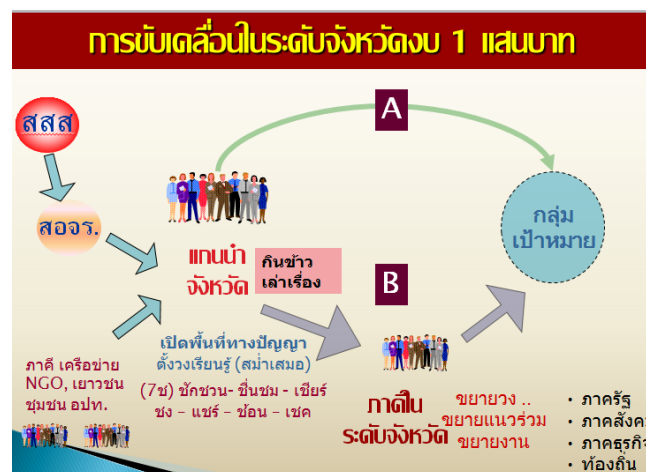 การขับเคลื่อนในระดับจังหวัดงบ 1 แสนบาท
A
สสส
สอจร.
แกนนำ
จังหวัด
กินข้าว
เล่าเรื่อง
กลุ่ม
เป้าหมาย
B
เปิดพื้นที่ทางปัญญา
ตั้งวงเรียนรู้ (สม่ำเสมอ)
(7ช) ชักชวน- ชื่นชม - เชียร์
ชง – แชร์ – ช้อน – เชค
ภาคี เครือข่าย
NGO, เยาวชน
ชุมชน อปท.
ภาคีใน
ระดับจังหวัด
ขยายวง ..
ขยายแนวร่วม
ขยายงาน
• ภาครัฐ
• ภาคสังคม
• ภาคธุรกิจ
• ท้องถิ่น